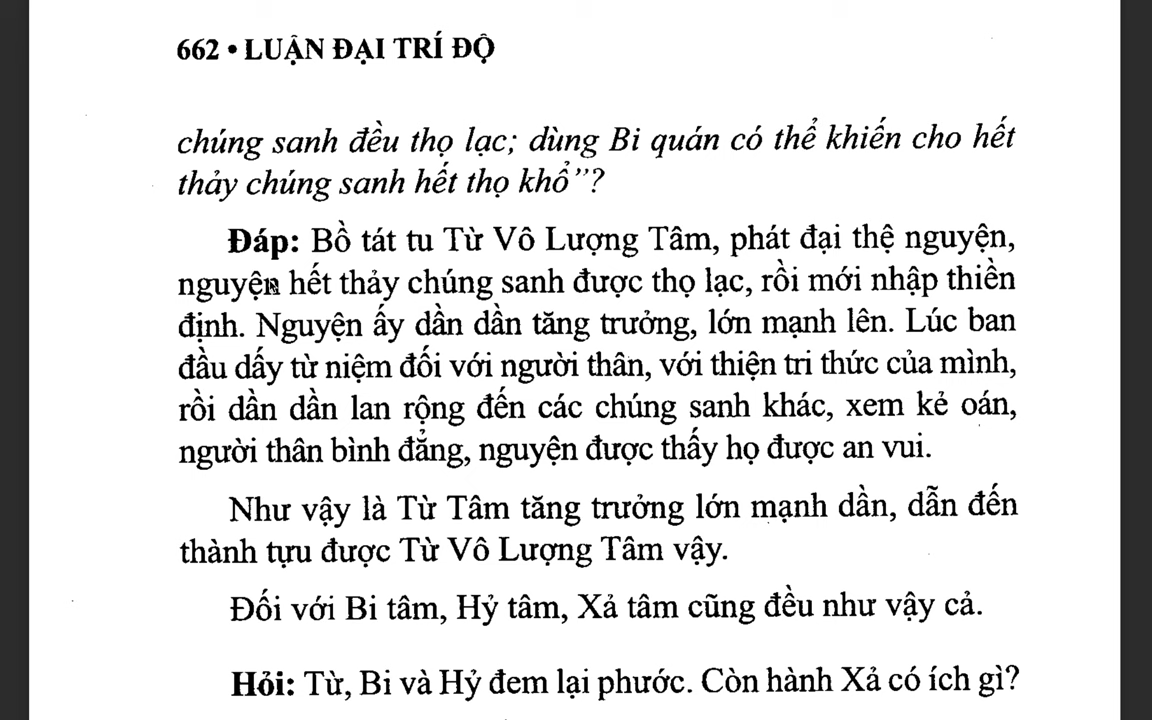 662 • LUẬN ĐẠI TRÍ ĐỘ
chúng sanh đều thọ lạc; dùng Bi quán có thể khiến cho hết
thảy chúng sanh hết thọ khổ”?
Đáp: Bồ tát tu Từ Vô Lượng Tâm, phát đại thệ nguyện,
nguyện hết thảy chúng sanh được thọ lạc, rồi mới nhập thiền
định. Nguyện ấy dần dần tăng trưởng, lớn mạnh lên. Lúc ban
đầu dấy từ niệm đối với người thân, với thiện tri thức của mình,
rồi dần dần lan rộng đến các chúng sanh khác, xem kẻ oán,
người thân bình đẳng, nguyện được thấy họ được an vui.
Như vậy là Từ Tâm tăng trưởng lớn mạnh dần, dẫn đến
thành tựu được Từ Vô Lượng Tâm vậy.
Đối với Bi tâm, Hỷ tâm, Xả tâm cũng đều như vậy cả.
Hỏi: Từ, Bi và Hỷ đem lại phước. Còn hành Xả có ích gì?